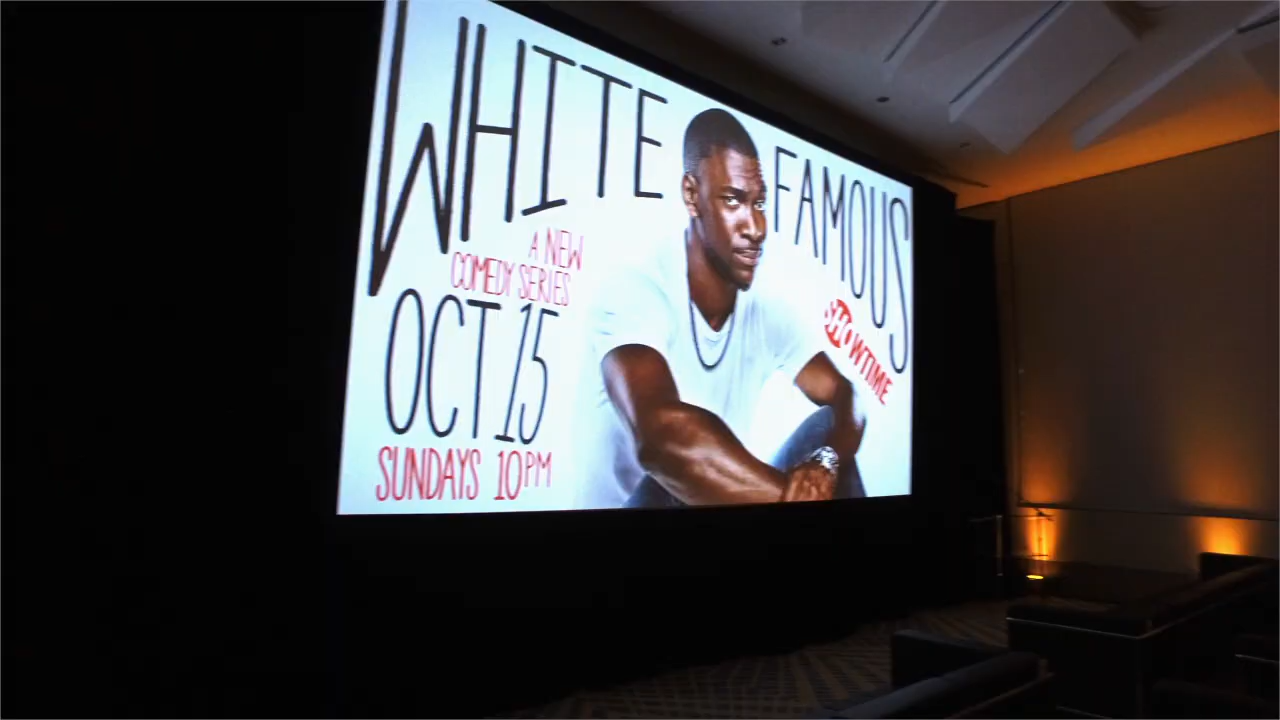 WHITE FAMOUS
A NEW
COMEDY SERIES
OCT 15
SUNDAYS 10PM
SHOWTIME